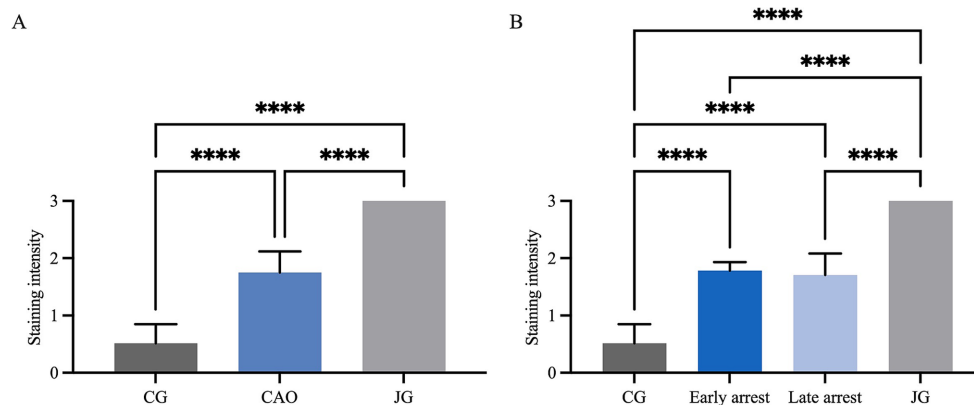 A
****
****
****
Staining intensity
3
2
1
0
CG
CAO
JG
B
****
****
****
****
****
Staining intensity
3
2
1
0
CG
Early arrest
Late arrest
JG